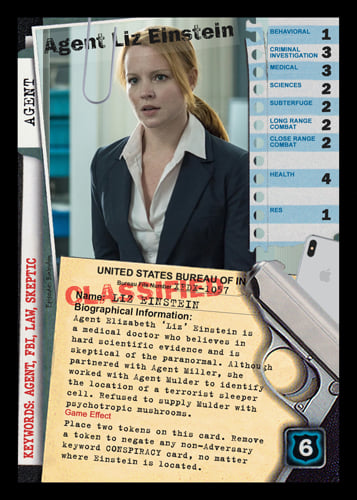 Agent Liz Einstein
BEHAVIORAL 1
CRIMINAL INVESTIGATION 3
MEDICAL 3
SCIENCES 2
SUBTERFUGE 2
LONG RANGE COMBAT 2
CLOSE RANGE COMBAT 2
HEALTH 4
RES 1
AGENT
KEYWORDS: AGENT, FBI, LAW, SKEPTIC
UNITED STATES BUREAU OF IN
Bureau File Number
CLASSIFIED
Name: LIZ EINSTEIN
Biographical Information:
Agent Elizabeth 'Liz' Einstein is
a medical doctor who believes in
hard scientific evidence and is
skeptical of the paranormal. Although
partnered with Agent Miller, she
worked with Agent Mulder to identify
the location of a terrorist sleeper
cell. Refused to supply Mulder with
psychotropic mushrooms.
Game Effect
Place two tokens on this card. Remove
a token to negate any non-Adversary
keyword CONSPIRACY card, no matter
where Einstein is located.
6